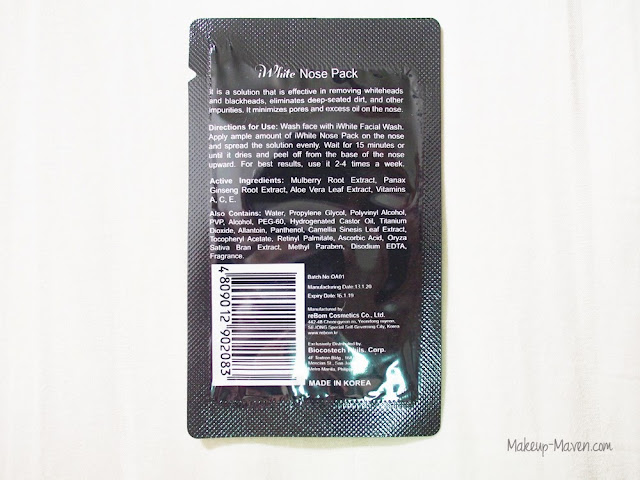 iWhite Nose Pack
It is a solution that is effective in removing whiteheads
and blackheads, eliminates deep-seated dirt, and other
impurities. It minimizes pores and excess oil on the nose.
Directions for Use: Wash face with iWhite Facial Wash.
Apply ample amount of iWhite Nose Pack on the nose
and spread the solution evenly. Wait for 15 minutes or
until it dries and peel off from the base of the nose
upward. For best results, use it 2-4 times a week.
Active Ingredients: Mulberry Root Extract, Panax
Ginseng Root Extract, Aloe Vera Leaf Extract, Vitamins
A, C, E.
Also Contains: Water, Propylene Glycol, Polyvinyl Alcohol,
PVP, Alcohol, PEG-60, Hydrogenated Castor Oil, Titanium
Dioxide, Allantoin, Panthenol, Camellia Sinesis Leaf Extract,
Tocopheryl Acetate, Retinyl Palmitate, Ascorbic Acid, Oryza
Sativa Bran Extract, Methyl Paraben, Disodium EDTA,
Fragrance.
4 809012 902083
Batch No: OA01
Manufacturing Date: 13.1.20
Expiry Date: 16.1.19
Manufactured by
reBom Cosmetics Co., Ltd.
SEJONG Special Self Governing City, Korea
www.rebom.kr
Exclusively Distributed by:
Biocostech Phils. Corp.
Metro Manila, Philip
MADE IN KOREA
Makeup-Maven.com